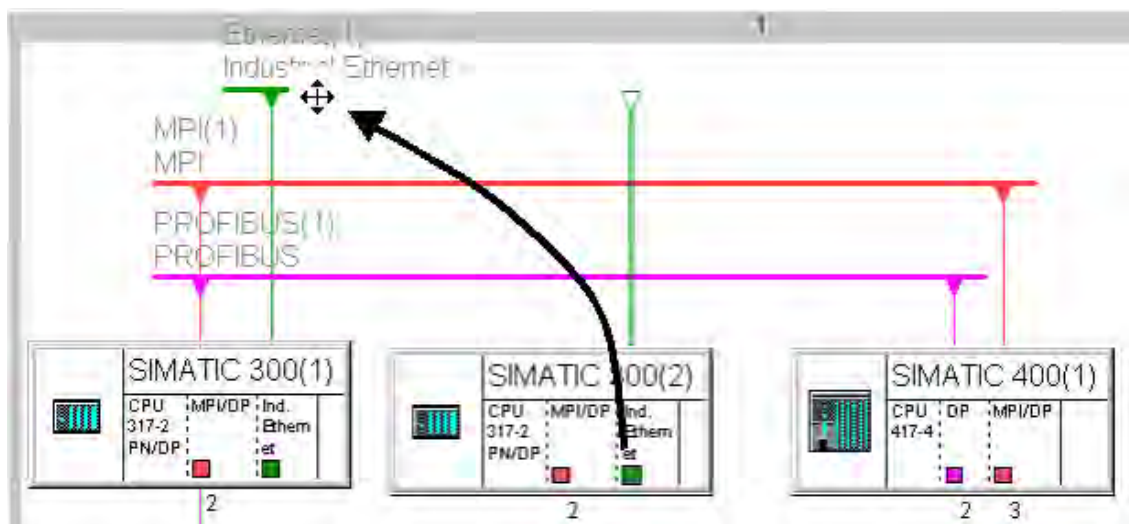 1
Ethernet(1)
Industrial Ethernet
MPI(1)
MPI
PROFIBUS(1)
PROFIBUS
SIMATIC 300(1)
CPU
317-2
PN/DP
MPI/DP
Ind.
Ethern
et
2
SIMATIC 300(2)
CPU
317-2
PN/DP
MPI/DP
Ind.
Ethern
et
2
SIMATIC 400(1)
CPU
417-4
DP
MPI/DP
2
3